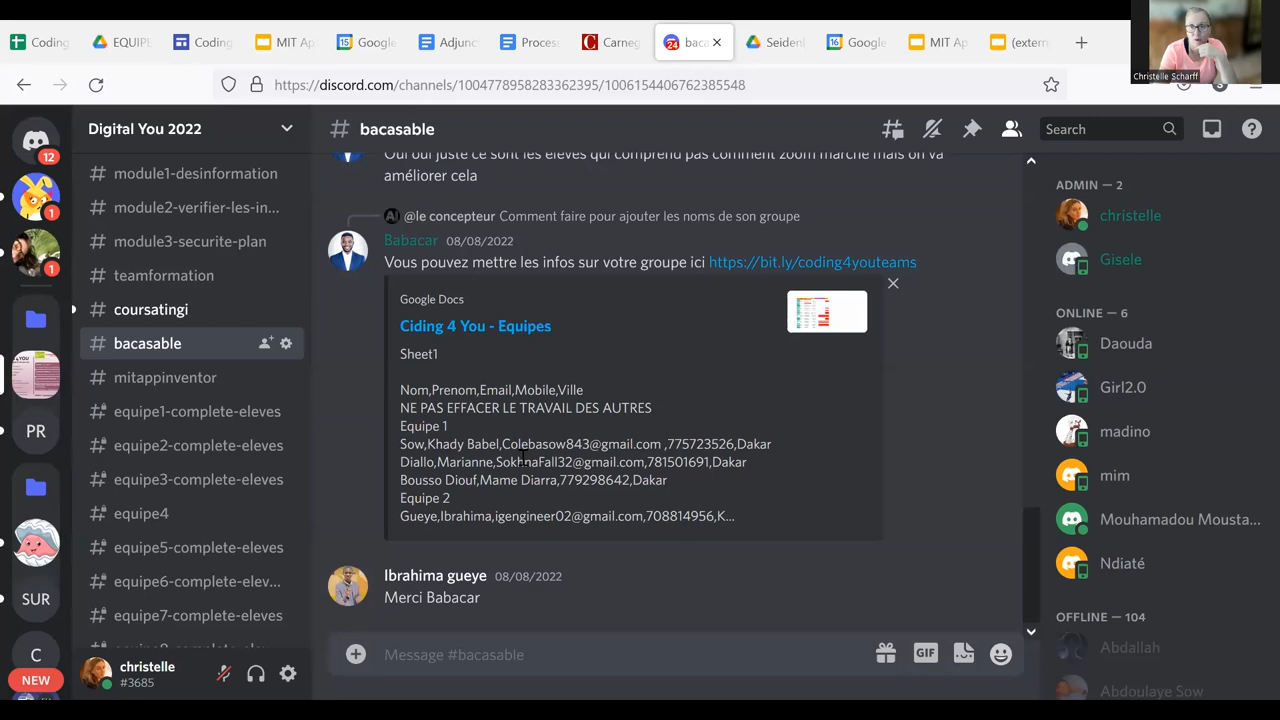 Coding
EQUIPE
Coding
MIT Ap
Google
Adjunc
Proces
Carneg
baca
Seiden
Google
MIT Ap
(extern
https://discord.com/channels/1004778958283362395/1006154406762385548
Christelle Scharff
Digital You 2022
# bacasable
Search
12
1
1
PR
SUR
C
NEW
# module1-desinformation
# module2-verifier-les-in...
# module3-securite-plan
# teamformation
# coursatingi
# bacasable
# mitappinventor
# equipe1-complete-eleves
# equipe2-complete-eleves
# equipe3-complete-eleves
# equipe4
# equipe5-complete-eleves
# equipe6-complete-elev...
# equipe7-complete-eleves
christelle
#3685
Oui oui juste ce sont les eleves qui comprend pas comment zoom marche mais on va
améliorer cela
@le concepteur Comment faire pour ajouter les noms de son groupe
Babacar 08/08/2022
Vous pouvez mettre les infos sur votre groupe ici https://bit.ly/coding4youteams
Google Docs
Ciding 4 You - Equipes
Sheet1
Nom,Prenom,Email,Mobile,Ville
NE PAS EFFACER LE TRAVAIL DES AUTRES
Equipe 1
Sow,Khady Babel,Colebasow843@gmail.com ,775723526,Dakar
Diallo,Marianne,SokhnaFall32@gmail.com,781501691,Dakar
Bousso Diouf,Mame Diarra,779298642,Dakar
Equipe 2
Gueye,Ibrahima,igengineer02@gmail.com,708814956,K...
Ibrahima gueye 08/08/2022
Merci Babacar
Message #bacasable
GIF
ADMIN — 2
christelle
Gisele
ONLINE — 6
Daouda
Girl2.0
madino
mim
Mouhamadou Mousta...
Ndiaté
OFFLINE — 104
Abdallah
Abdoulaye Sow